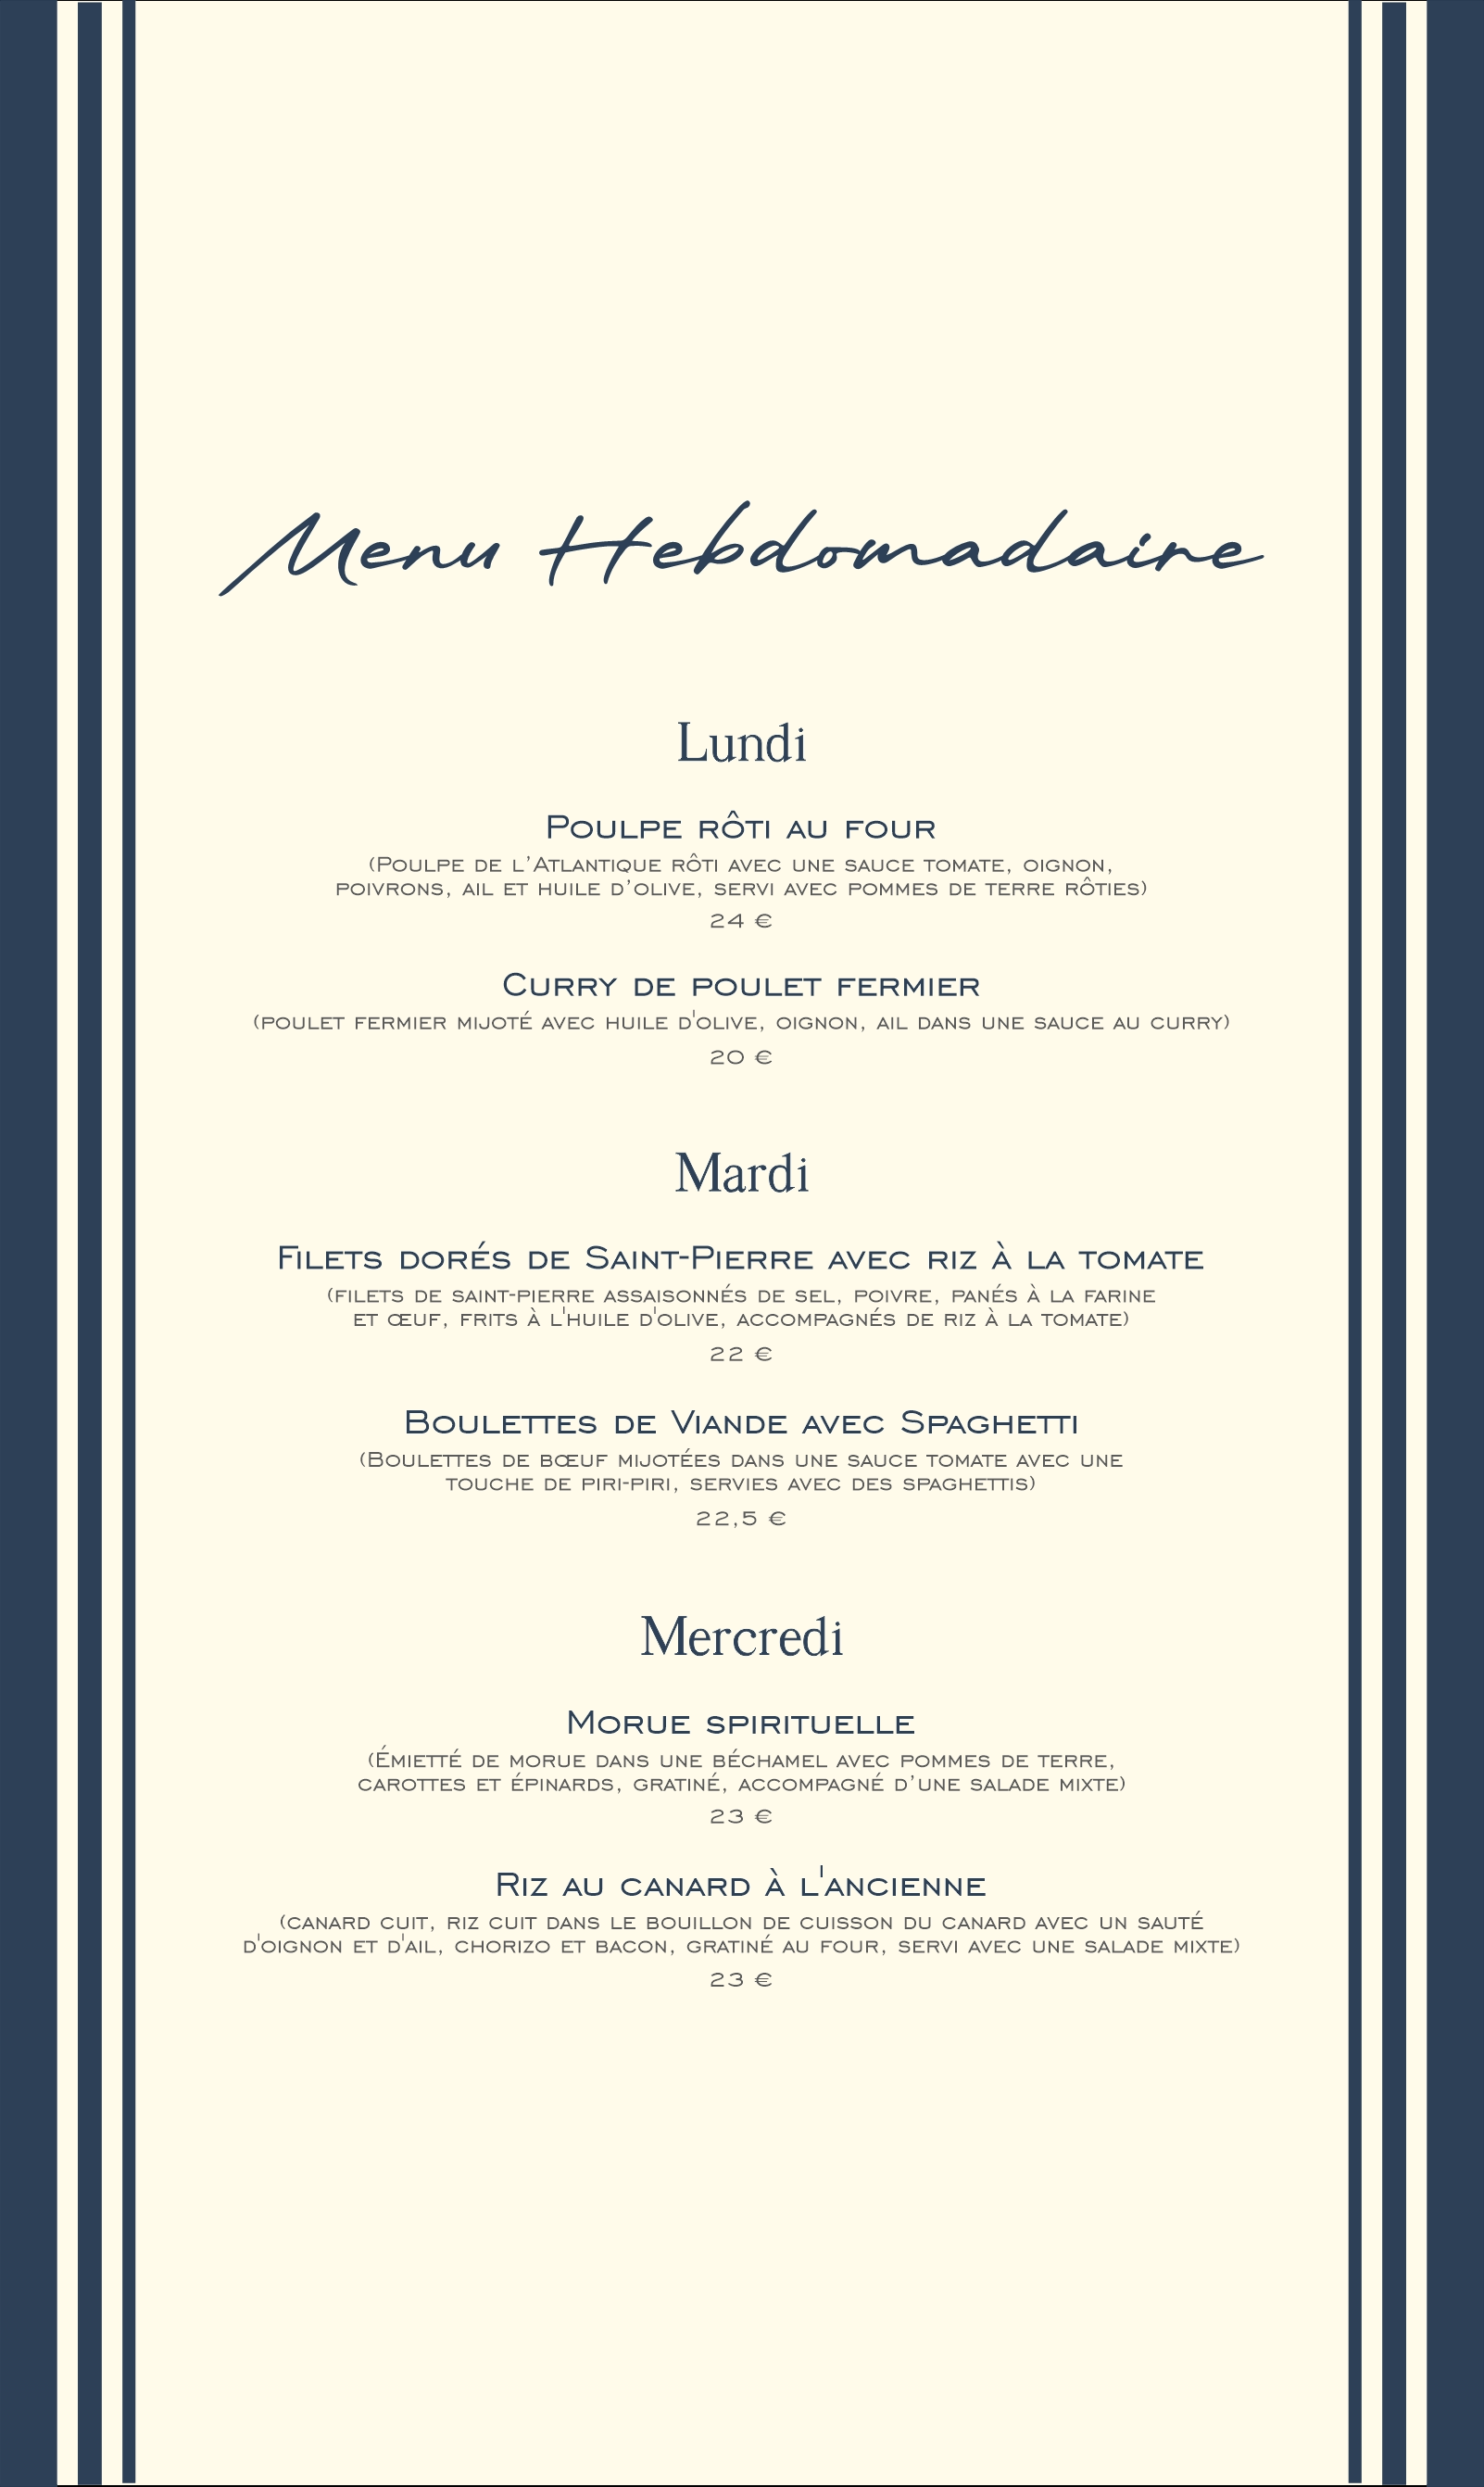 Menu Hebdomadaire
Lundi
Poulpe rôti au four
(Poulpe de l’Atlantique rôti avec une sauce tomate, oignon,
poivrons, ail et huile d’olive, servi avec pommes de terre rôties)
24 €
Curry de poulet fermier
(poulet fermier mijoté avec huile d'olive, oignon, ail dans une sauce au curry)
20 €
Mardi
Filets dorés de Saint-Pierre avec riz à la tomate
(filets de saint-pierre assaisonnés de sel, poivre, panés à la farine
et œuf, frits à l'huile d'olive, accompagnés de riz à la tomate)
22 €
Boulettes de Viande avec Spaghetti
(Boulettes de bœuf mijotées dans une sauce tomate avec une
touche de piri-piri, servies avec des spaghettis)
22,5 €
Mercredi
Morue spirituelle
(Émietté de morue dans une béchamel avec pommes de terre,
carottes et épinards, gratiné, accompagné d’une salade mixte)
23 €
Riz au canard à l'ancienne
(canard cuit, riz cuit dans le bouillon de cuisson du canard avec un sauté
d'oignon et d'ail, chorizo et bacon, gratiné au four, servi avec une salade mixte)
23 €